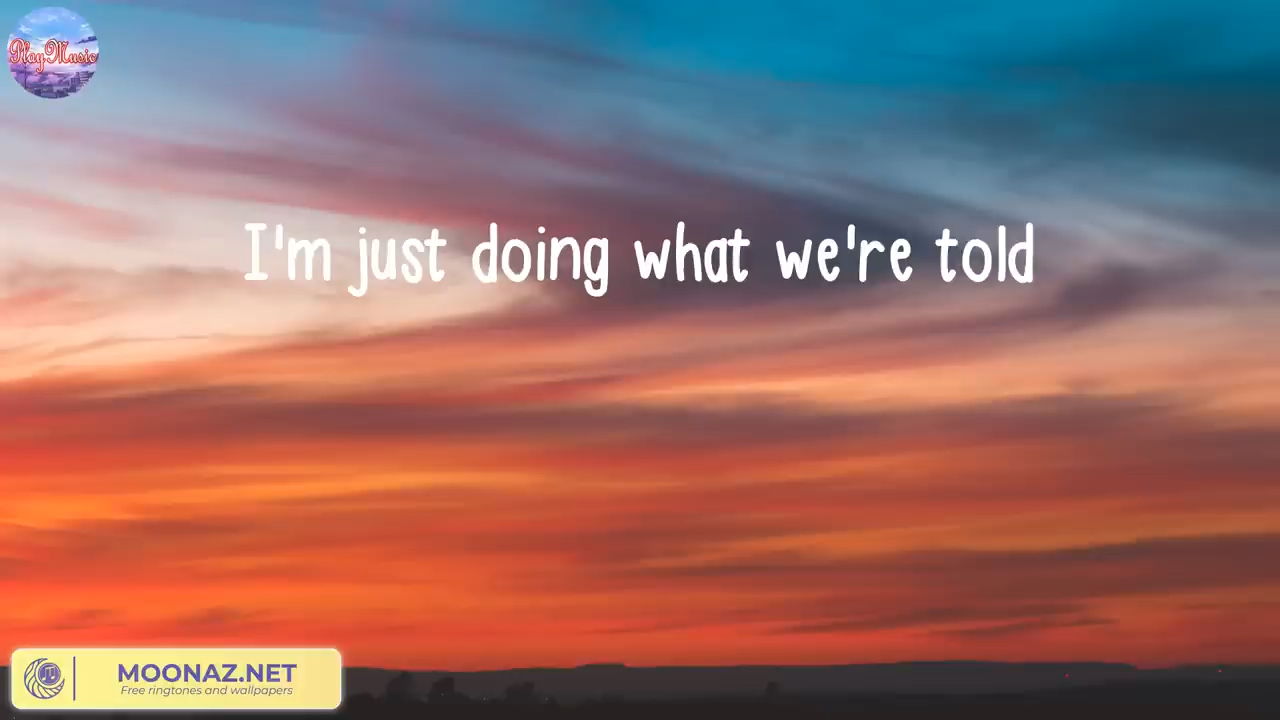 PlayMusic
I'm just doing what we're told
MOONAZ.NET
Free ringtones and wallpapers